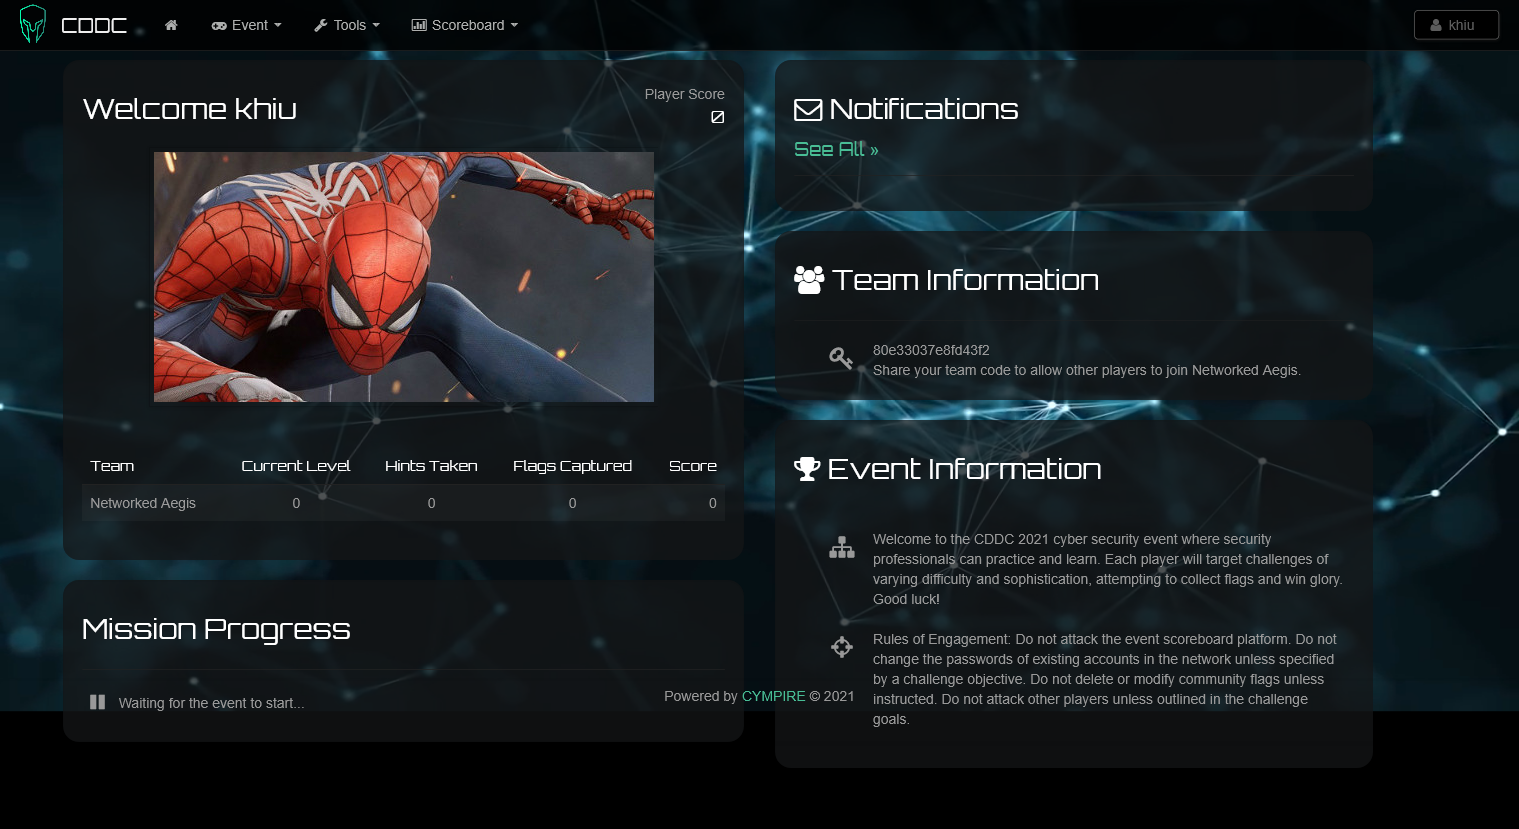 CDDC
Event
Tools
Scoreboard
khiu
Welcome khiu
Player Score
Team Current Level Hints Taken Flags Captured Score
Networked Aegis 0 0 0 0
Mission Progress
Waiting for the event to start...
Notifications
See All »
Team Information
80e33037e8fd43f2
Share your team code to allow other players to join Networked Aegis.
Event Information
Welcome to the CDDC 2021 cyber security event where security
professionals can practice and learn. Each player will target challenges of
varying difficulty and sophistication, attempting to collect flags and win glory.
Good luck!
Rules of Engagement: Do not attack the event scoreboard platform. Do not
change the passwords of existing accounts in the network unless specified
by a challenge objective. Do not delete or modify community flags unless
instructed. Do not attack other players unless outlined in the challenge
goals.
Powered by CYMPIRE © 2021